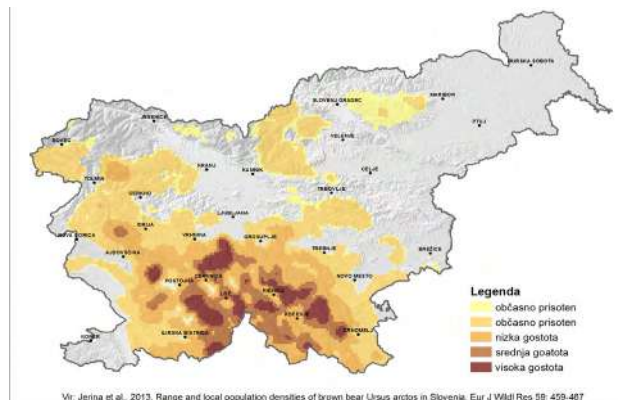 MURSKA SOBOTA
SLOVENJ GRADEC
MARIBOR
PTUJ
JESENICE
VELENJE
BOVEC
KRANJ
KAMNIK
CELJE
TOLMIN
CERKNO
TRBOVLJE
LJUBLJANA
IDRIJA
VRHNIKA
GROSUPLJE
NOVA GORICA
AJDOVŠČINA
TREBNJE
BREŽICE
POSTOJNA
CERKNICA
NOVO MESTO
RIBNICA
KOČEVJE
ILIRSKA BISTRICA
ČRNOMELJ
KOPER
Legenda
občasno prisoten
občasno prisoten
nizka gostota
srednja goatota
visoka gostota
Vir: Jerina et al., 2013. Range and local population densities of brown bear Ursus arctos in Slovenia. Eur J Wildl Res 59: 459-467